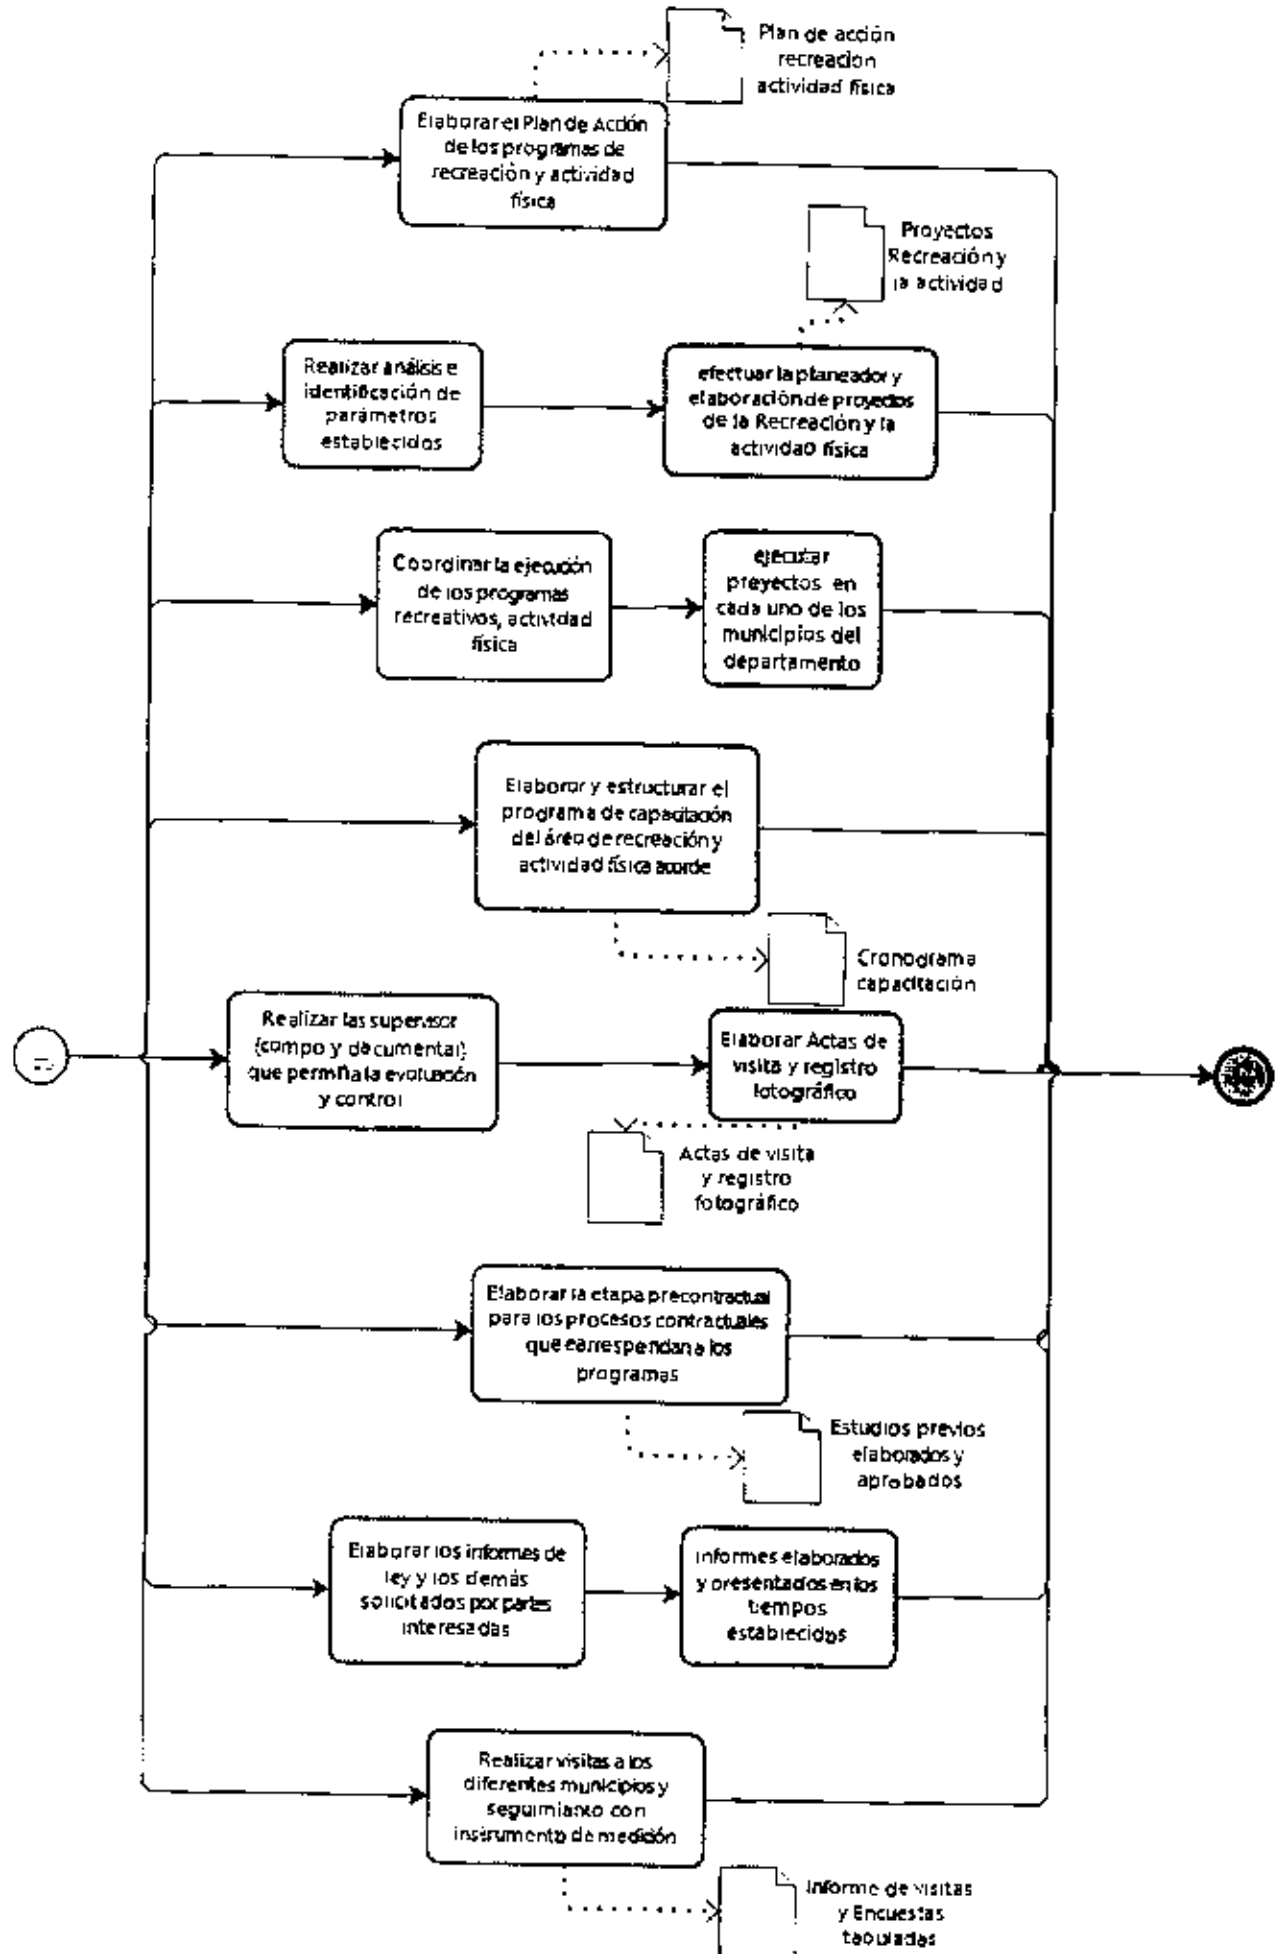 Plan de acción
recreación
actividad física
Elaborar el Plan de Acción
de los programas de
recreación y actividad
física
Proyectos
Recreación y
la actividad
Realizar análisis e
identificación de
parámetros
establecidos
efectuar la planeador y
elaboración de proyectos
de la Recreación y la
actividad física
Coordinar la ejecución
de los programas
recreativos, actividad
física
ejecutar
proyectos en
cada uno de los
municipios del
departamento
Elaborar y estructurar el
programa de capacitación
del área de recreación y
actividad física acorde
Cronograma
capacitación
Realizar las supervisor
(campo y documental)
que permita la evaluación
y control
Elaborar Actas de
visita y registro
fotográfico
Actas de visita
y registro
fotográfico
Elaborar la etapa precontractual
para los procesos contractuales
que correspondan a los
programas
Estudios previos
elaborados y
aprobados
Elaborar los informes de
ley y los demás
solicitados por partes
interesadas
informes elaborados
y presentados en los
tiempos
establecidos
Realizar visitas a los
diferentes municipios y
seguimiento con
instrumento de medición
Informe de visitas
y Encuestas
tabuladas